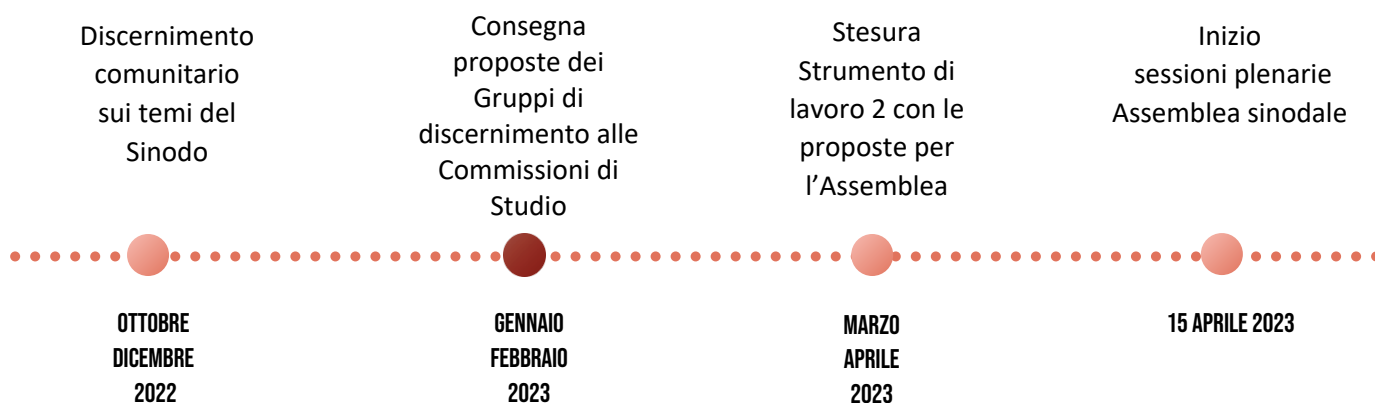 Discernimento
comunitario
sui temi del
Sinodo
OTTOBRE
DICEMBRE
2022
Consegna
proposte dei
Gruppi di
discernimento alle
Commissioni di
Studio
GENNAIO
FEBBRAIO
2023
Stesura
Strumento di
lavoro 2 con le
proposte per
l’Assemblea
MARZO
APRILE
2023
Inizio
sessioni plenarie
Assemblea sinodale
15 APRILE 2023